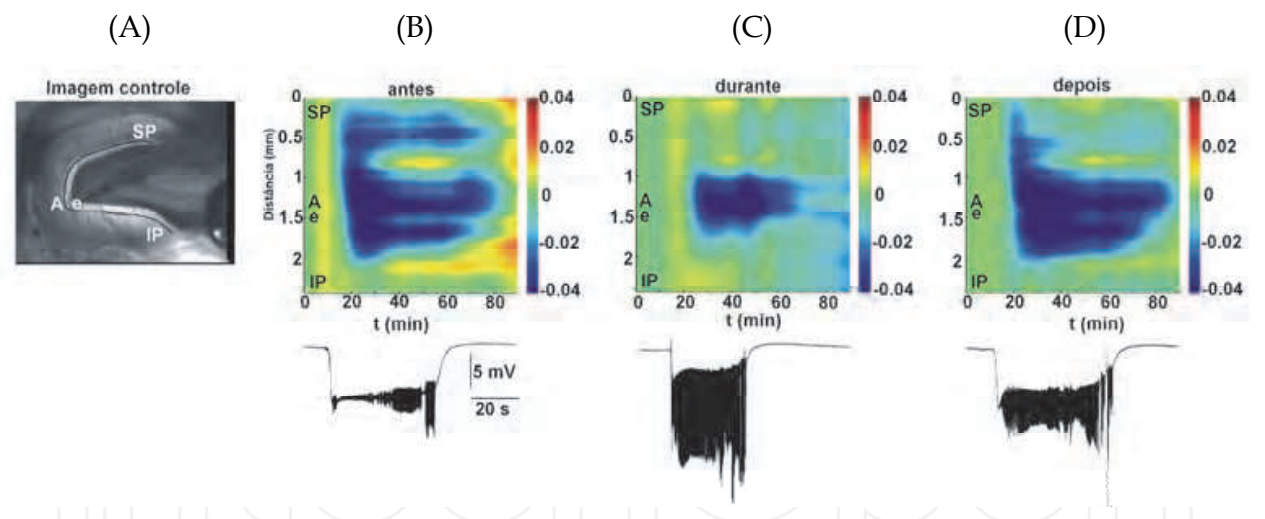 (A)
(B)
(C)
(D)
Imagem controle
SP
A e
IP
antes
Distância (mm)
0
0.5
1
1.5
2
SP
A
e
IP
0 20 40 60 80
t (min)
0.04
0.02
0
-0.02
-0.04
5 mV
20 s
durante
0
0.5
1
1.5
2
SP
A
e
IP
0 20 40 60 80
t (min)
0.04
0.02
0
-0.02
-0.04
depois
0
0.5
1
1.5
2
SP
A
e
IP
0 20 40 60 80
t (min)
0.04
0.02
0
-0.02
-0.04